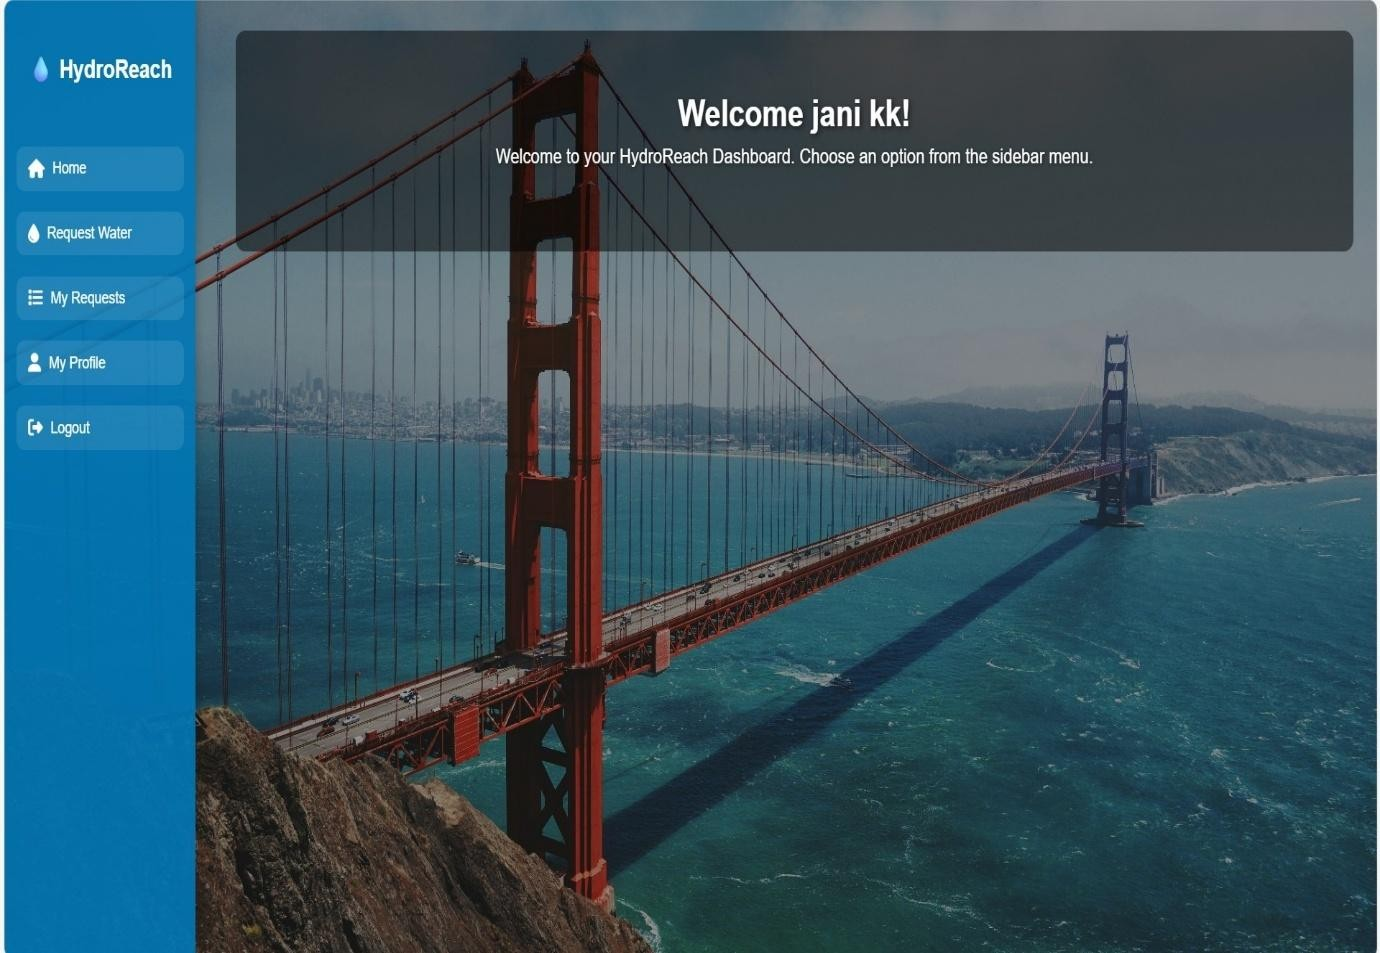 HydroReach
Home
Request Water
My Requests
My Profile
Logout
Welcome jani kk!
Welcome to your HydroReach Dashboard. Choose an option from the sidebar menu.